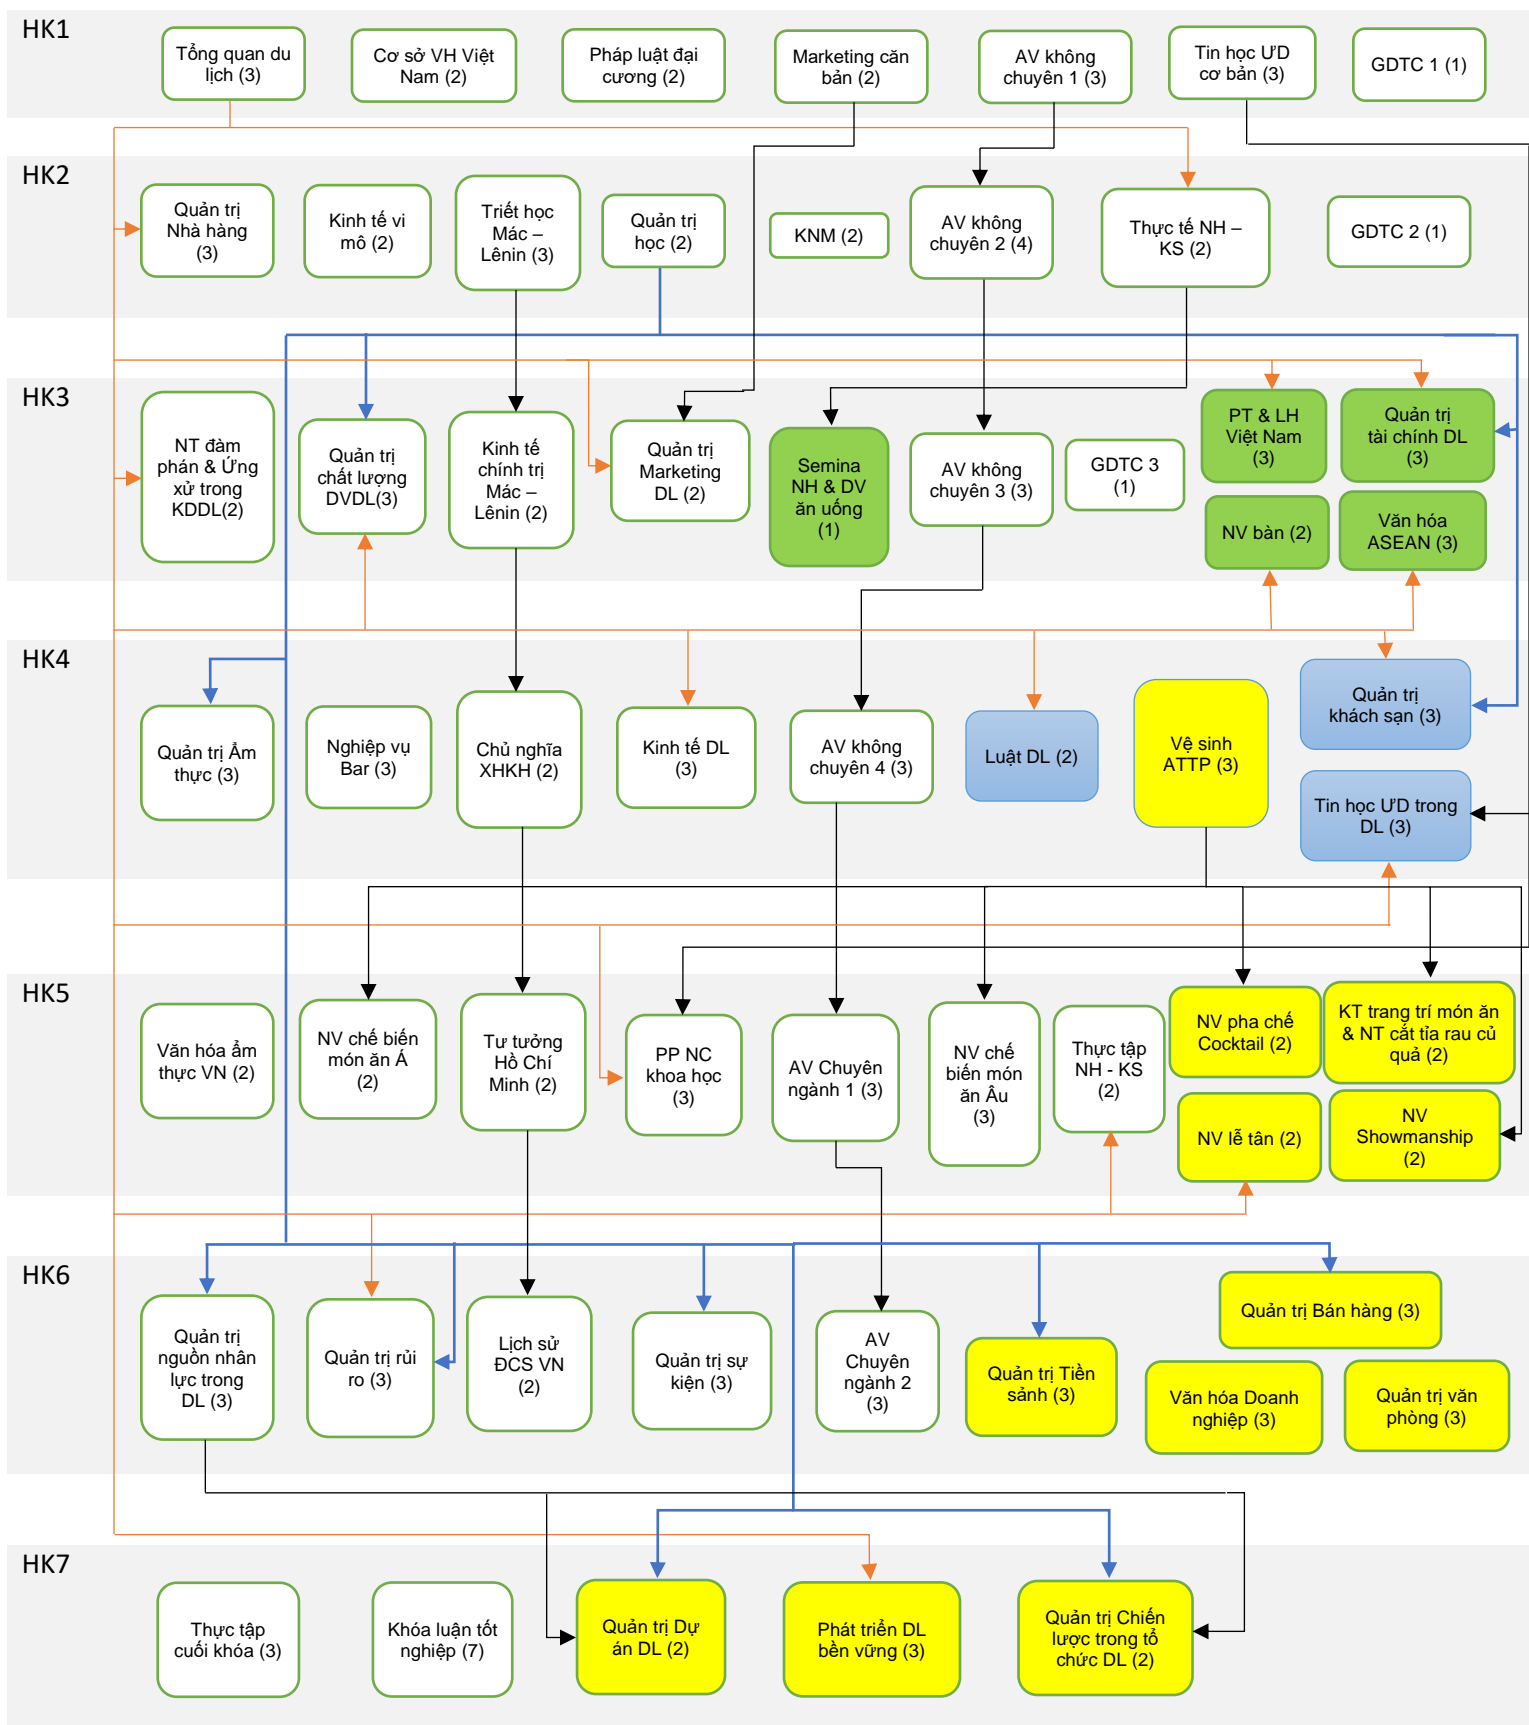 HK1
Tổng quan du
lịch (3)
Cơ sở VH Việt
Nam (2)
Pháp luật đại
cương (2)
Marketing căn
bản (2)
AV không
chuyên 1 (3)
Tin học ƯD
cơ bản (3)
GDTC 1 (1)
HK2
Quản trị
Nhà hàng
(3)
Kinh tế vi
mô (2)
Triết học
Mác –
Lênin (3)
Quản trị
học (2)
KNM (2)
AV không
chuyên 2 (4)
Thực tế NH –
KS (2)
GDTC 2 (1)
HK3
NT đàm
phán & Ứng
xử trong
KDDL(2)
Quản trị
chất lượng
DVDL(3)
Kinh tế
chính trị
Mác –
Lênin (2)
Quản trị
Marketing
DL (2)
Semina
NH & DV
ăn uống
(1)
AV không
chuyên 3 (3)
GDTC 3
(1)
PT & LH
Việt Nam
(3)
Quản trị
tài chính DL
(3)
NV bàn (2)
Văn hóa
ASEAN (3)
HK4
Quản trị Ẩm
thực (3)
Nghiệp vụ
Bar (3)
Chủ nghĩa
XHKH (2)
Kinh tế DL
(3)
AV không
chuyên 4 (3)
Luật DL (2)
Vệ sinh
ATTP (3)
Quản trị
khách sạn (3)
Tin học ƯD trong
DL (3)
HK5
Văn hóa ẩm
thực VN (2)
NV chế biến
món ăn Á
(2)
Tư tưởng
Hồ Chí
Minh (2)
PP NC
khoa học
(3)
AV Chuyên
ngành 1 (3)
NV chế
biến món
ăn Âu
(3)
Thực tập
NH - KS
(2)
NV pha chế
Cocktail (2)
KT trang trí món ăn
& NT cắt tỉa rau củ
quả (2)
NV lễ tân (2)
NV
Showmanship
(2)
HK6
Quản trị
nguồn nhân
lực trong
DL (3)
Quản trị rủi
ro (3)
Lịch sử
ĐCS VN
(2)
Quản trị sự
kiện (3)
AV
Chuyên
ngành 2
(3)
Quản trị Tiền
sảnh (3)
Quản trị Bán hàng (3)
Văn hóa Doanh
nghiệp (3)
Quản trị văn
phòng (3)
HK7
Thực tập
cuối khóa (3)
Khóa luận tốt
nghiệp (7)
Quản trị Dự
án DL (2)
Phát triển DL
bền vững (3)
Quản trị Chiến
lược trong tổ
chức DL (2)